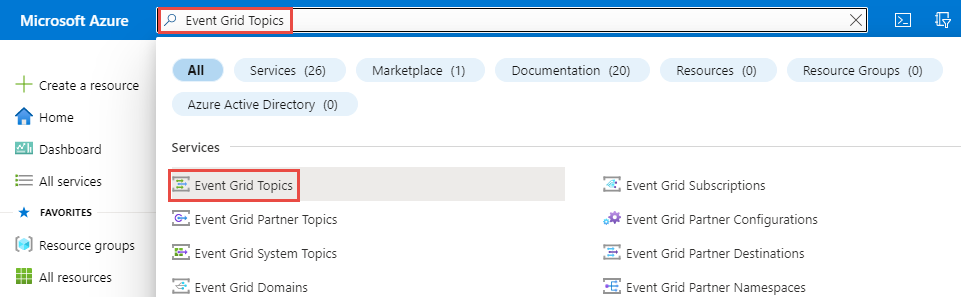 Microsoft Azure
Event Grid Topics
Create a resource
Home
Dashboard
All services
FAVORITES
Resource groups
All resources
All
Services (26)
Marketplace (1)
Documentation (20)
Resources (0)
Resource Groups (0)
Azure Active Directory (0)
Services
Event Grid Topics
Event Grid Subscriptions
Event Grid Partner Topics
Event Grid Partner Configurations
Event Grid System Topics
Event Grid Partner Destinations
Event Grid Domains
Event Grid Partner Namespaces